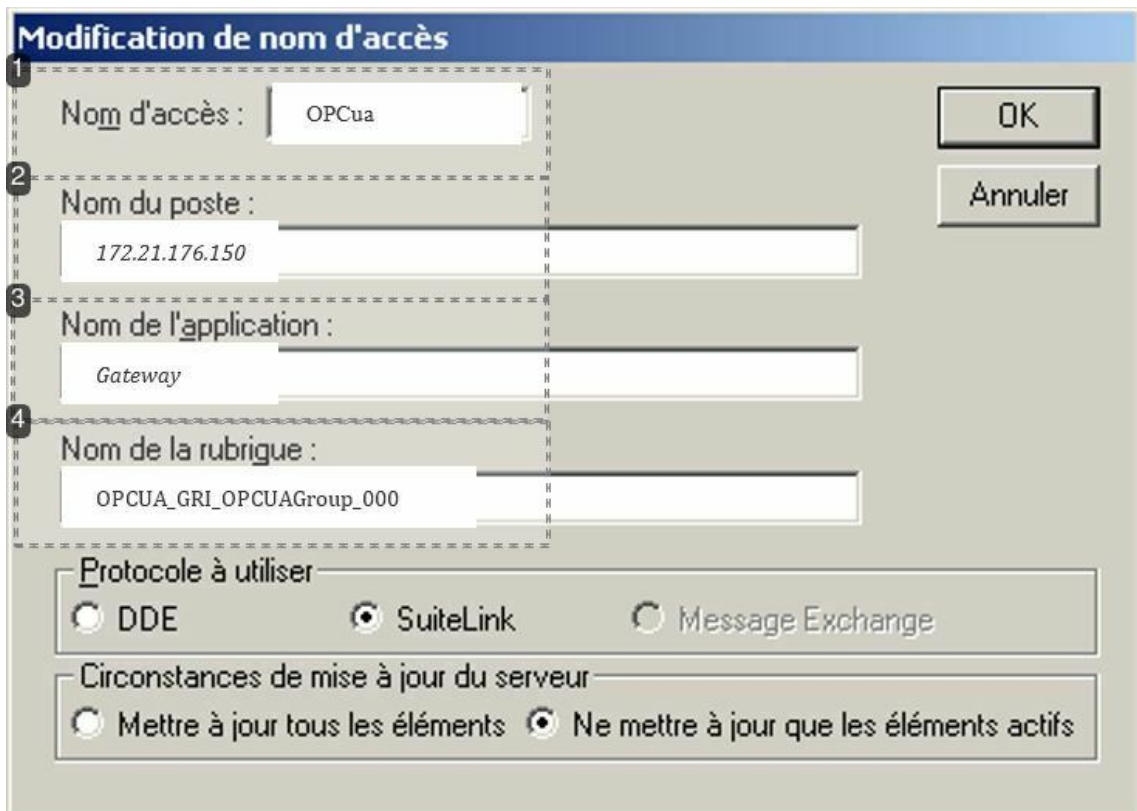 Modification de nom d'accès
1
Nom d'accès : OPCua
OK
2
Nom du poste :
Annuler
172.21.176.150
3
Nom de l'application :
Gateway
4
Nom de la rubrigue :
OPCUA_GRI_OPCUAGroup_000
Protocole à utiliser
DDE SuiteLink Message Exchange
Circonstances de mise à jour du serveur
Mettre à jour tous les éléments Ne mettre à jour que les éléments actifs